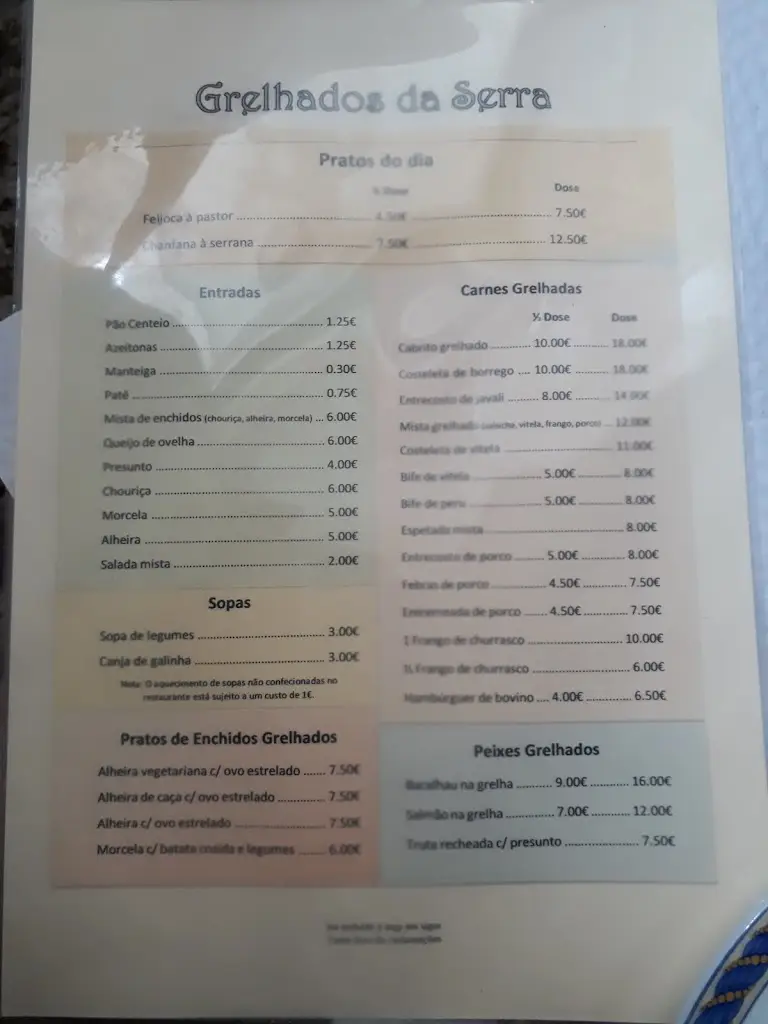 Grelhados da Serra
Pratos do dia
½ Dose Dose
Feijoca à pastor 4.50€ 7.50€
Chanfana à serrana 7.50€ 12.50€
Entradas
Pão Centeio 1.25€
Azeitonas 1.25€
Manteiga 0.30€
Patê 0.75€
Mista de enchidos (chouriça, alheira, morcela) 6.00€
Queijo de ovelha 6.00€
Presunto 4.00€
Chouriça 6.00€
Morcela 5.00€
Alheira 5.00€
Salada mista 2.00€
Sopas
Sopa de legumes 3.00€
Canja de galinha 3.00€
Nota: O aquecimento de sopas não confecionadas no
restaurante está sujeito a um custo de 1€.
Pratos de Enchidos Grelhados
Alheira vegetariana c/ ovo estrelado 7.50€
Alheira de caça c/ ovo estrelado 7.50€
Alheira c/ ovo estrelado 7.50€
Morcela c/ batata cozida e legumes 6.00€
Carnes Grelhadas
½ Dose Dose
Cabrito grelhado 10.00€ 18.00€
Costeleta de borrego 10.00€ 18.00€
Entrecosto de javali 8.00€ 14.00€
Mista grelhada vitela, frango, porco) 12.00€
Costeleta de vitela 11.00€
Bife de vitela 5.00€ 8.00€
Bife de peru 5.00€ 8.00€
Espetada mista 8.00€
Entrecosto de porco 5.00€ 8.00€
Febras de porco 4.50€ 7.50€
Entremeada de porco 4.50€ 7.50€
1 Frango de churrasco 10.00€
½ Frango de churrasco 6.00€
Hambúrguer de bovino 4.00€ 6.50€
Peixes Grelhados
Bacalhau na grelha 9.00€ 16.00€
Salmão na grelha 7.00€ 12.00€
Truta recheada c/ presunto 7.50€